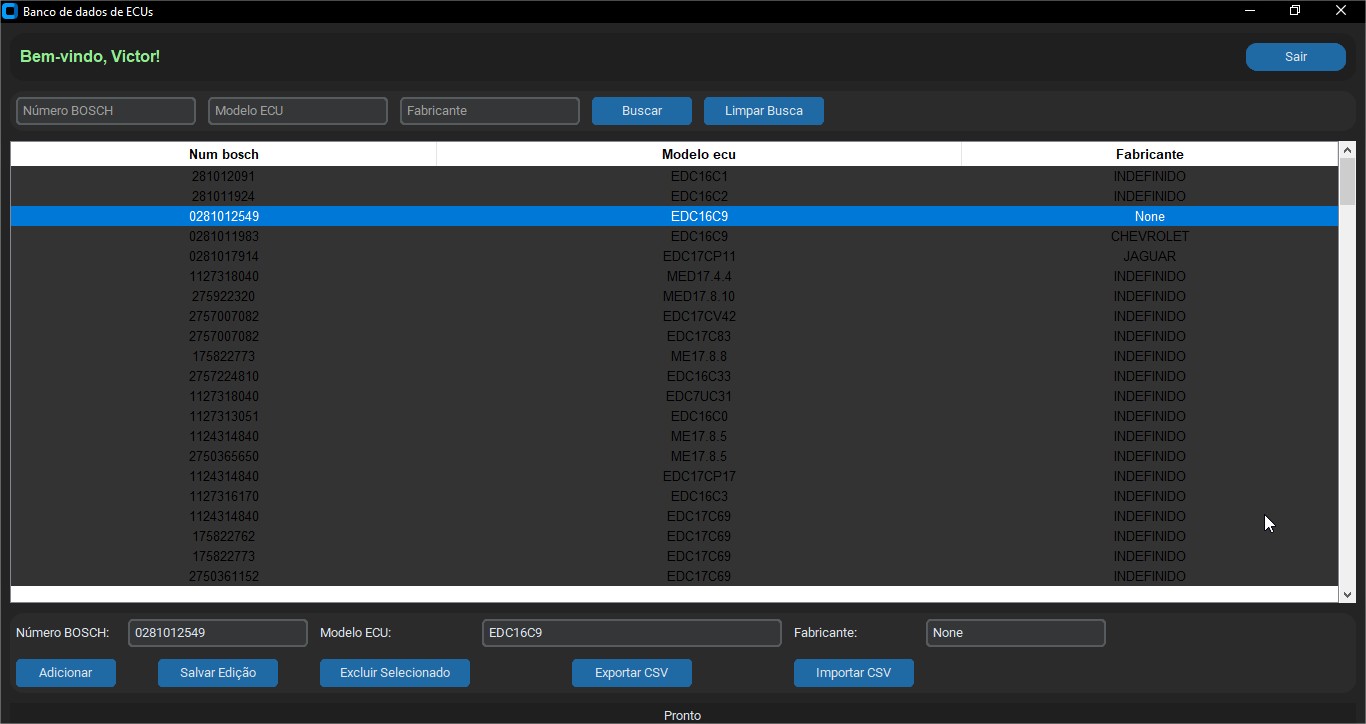 Banco de dados de ECUs
Bem-vindo, Victor!
Sair
Número BOSCH Modelo ECU Fabricante Buscar Limpar Busca
Num bosch Modelo ecu Fabricante
281012091 EDC16C1 INDEFINIDO
281011924 EDC16C2 INDEFINIDO
0281012549 EDC16C9 None
0281011983 EDC16C9 CHEVROLET
0281017914 EDC17CP11 JAGUAR
1127318040 MED17.4.4 INDEFINIDO
275922320 MED17.8.10 INDEFINIDO
2757007082 EDC17CV42 INDEFINIDO
2757007082 EDC17C83 INDEFINIDO
175822773 ME17.8.8 INDEFINIDO
2757224810 EDC16C33 INDEFINIDO
1127318040 EDC7UC31 INDEFINIDO
1127313051 EDC16C0 INDEFINIDO
1124314840 ME17.8.5 INDEFINIDO
2750365650 ME17.8.5 INDEFINIDO
1124314840 EDC17CP17 INDEFINIDO
1127316170 EDC16C3 INDEFINIDO
1124314840 EDC17C69 INDEFINIDO
175822762 EDC17C69 INDEFINIDO
175822773 EDC17C69 INDEFINIDO
2750361152 EDC17C69 INDEFINIDO
Número BOSCH: 0281012549 Modelo ECU: EDC16C9 Fabricante: None
Adicionar Salvar Edição Excluir Selecionado Exportar CSV Importar CSV
Pronto